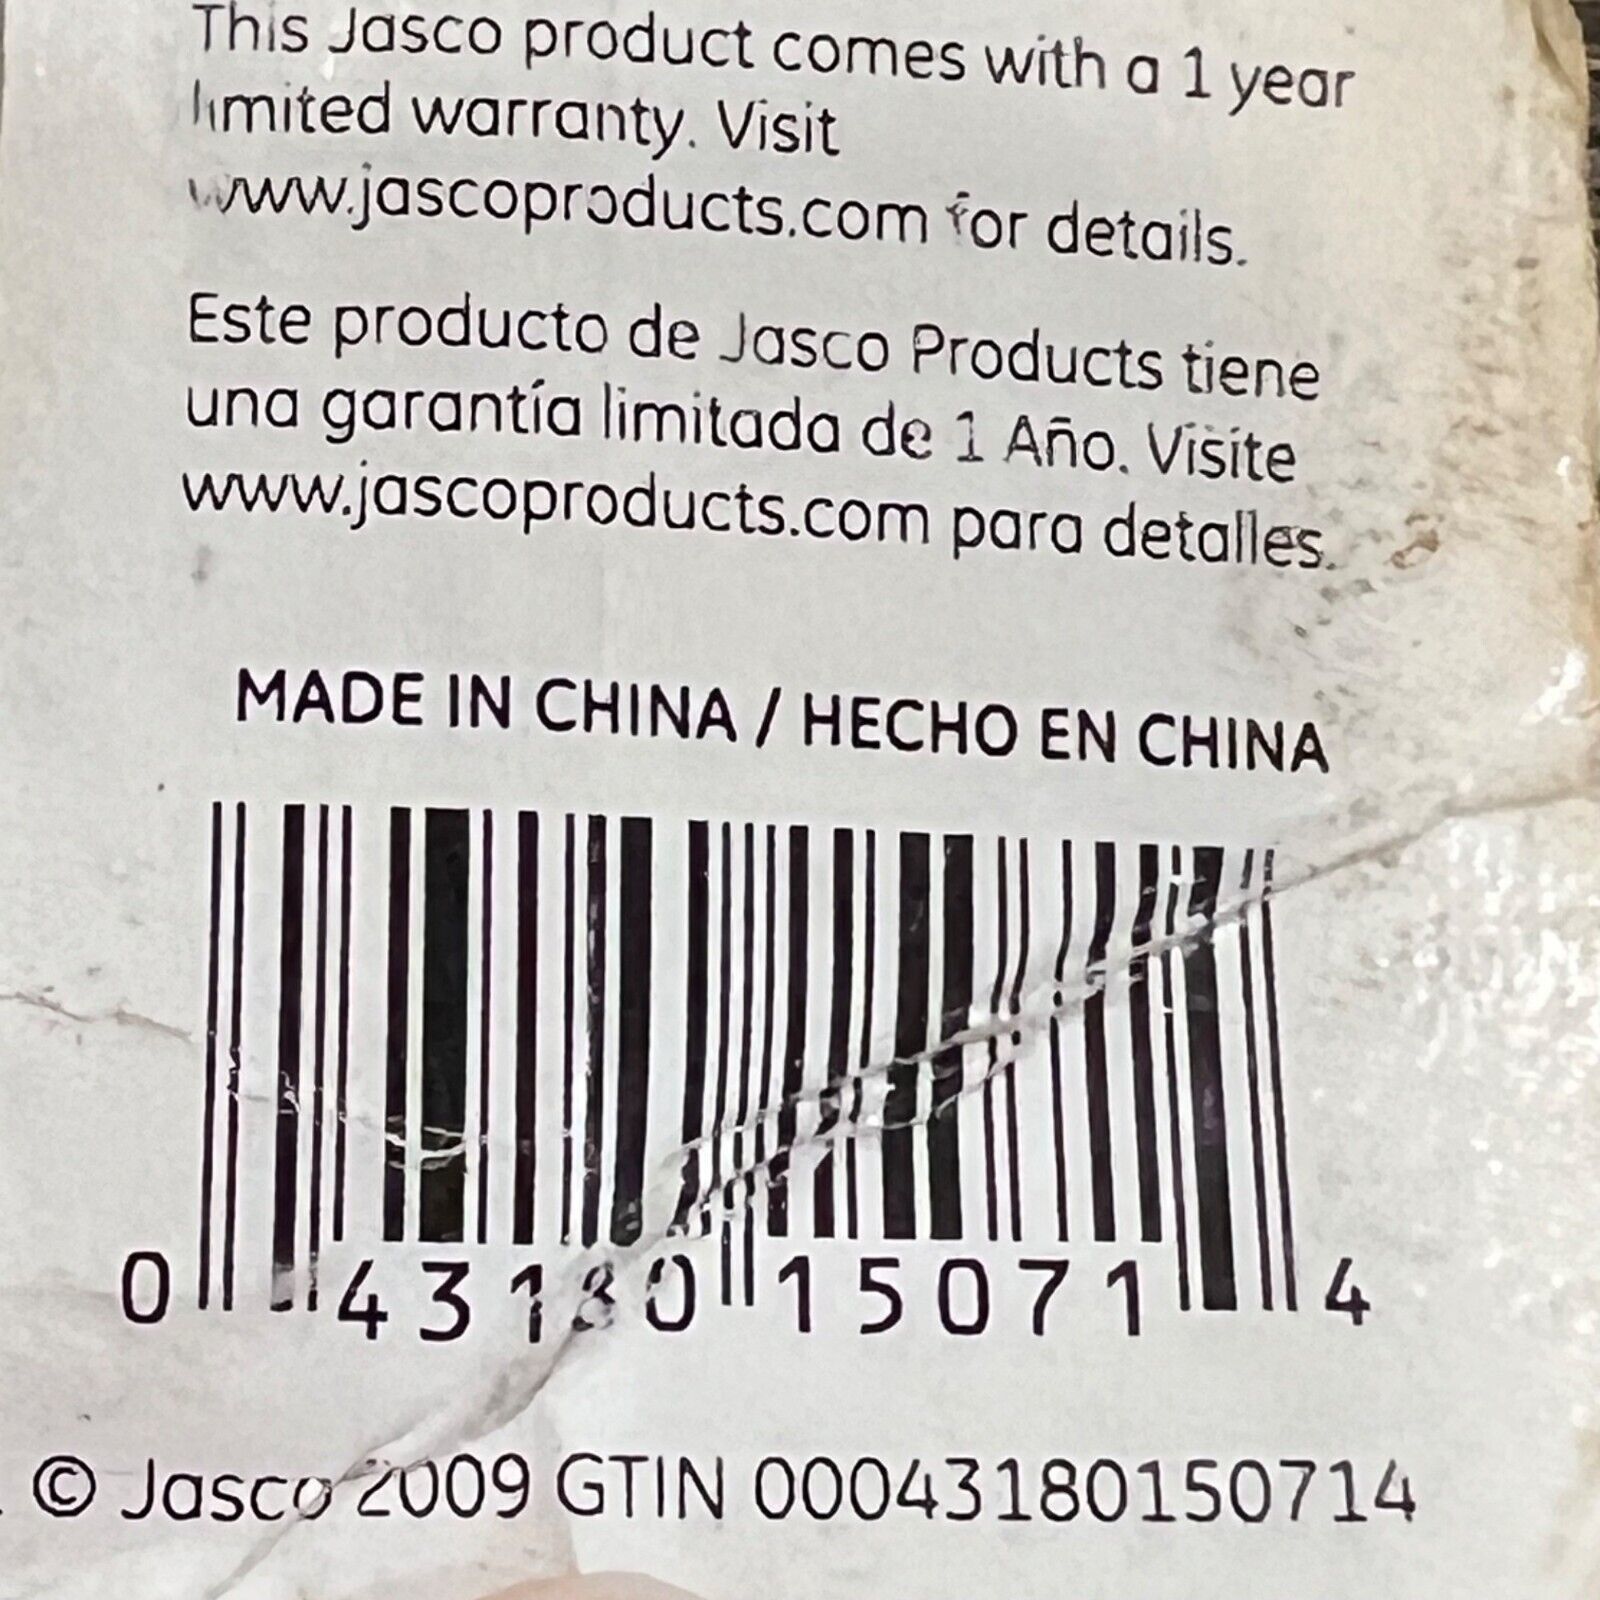 This Jasco product comes with a 1 year
limited warranty. Visit
www.jascoproducts.com for details.
Este producto de Jasco Products tiene
una garantía limitada de 1 Año. Visite
www.jascoproducts.com para detalles.
MADE IN CHINA / HECHO EN CHINA
0 43180 15071 4
© Jasco 2009 GTIN 00043180150714